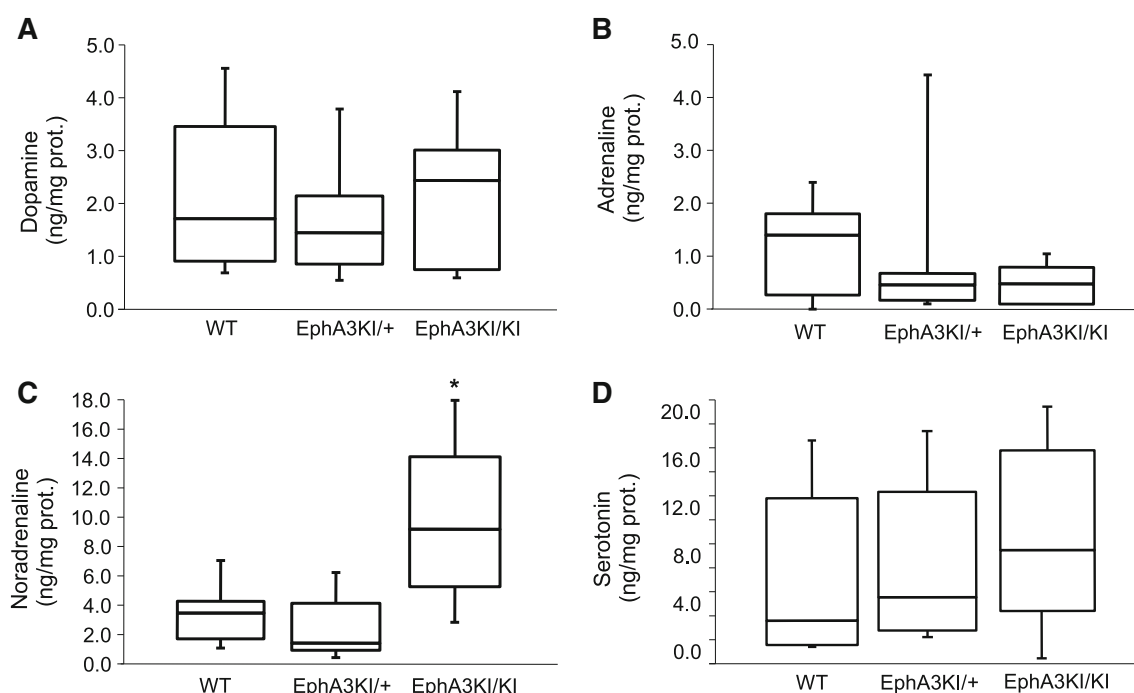 A
Dopamine
(ng/mg prot.)
5.0
4.0
3.0
2.0
1.0
0.0
WT
EphA3KI/+
EphA3KI/KI
B
Adrenaline
(ng/mg prot.)
5.0
4.0
3.0
2.0
1.0
0.0
WT
EphA3KI/+
EphA3KI/KI
C
Noradrenaline
(ng/mg prot.)
18.0
16.0
14.0
12.0
10.0
8.0
6.0
4.0
2.0
0.0
*
WT
EphA3KI/+
EphA3KI/KI
D
Serotonin
(ng/mg prot.)
20.0
16.0
12.0
8.0
4.0
0.0
WT
EphA3KI/+
EphA3KI/KI